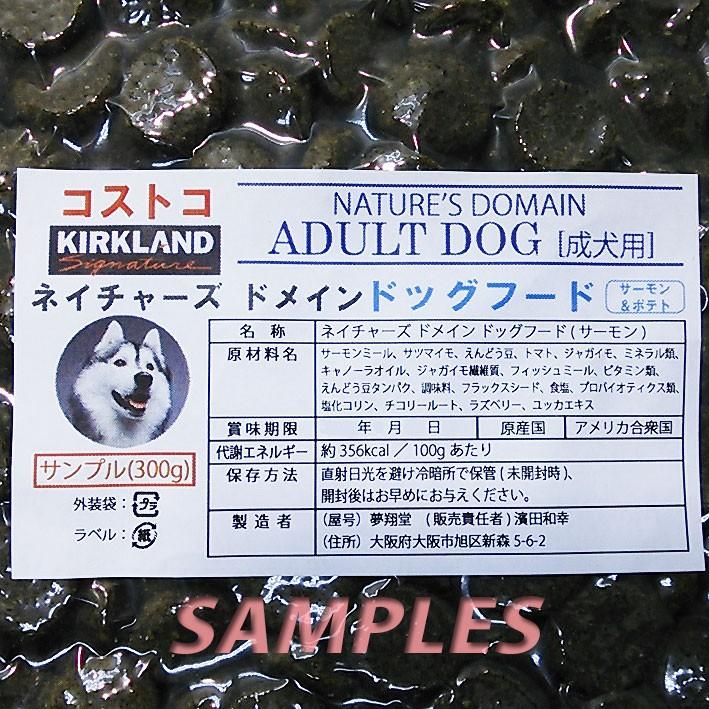 コストコ
KIRKLAND
Signature
NATURE'S DOMAIN
ADULT DOG [成犬用]
ネイチャーズ ドメインドッグフード
サーモン
&ポテト
名 称 ネイチャーズ ドメイン ドッグフード ( サーモン )
原材料名 サーモンミール、サツマイモ、えんどう豆、トマト、ジャガイモ、ミネラル類、
キャノーラオイル、ジャガイモ繊維質、フィッシュミール、ビタミン類、
えんどう豆タンパク、調味料、フラックスシード、食塩、プロバイオティクス類、
塩化コリン、チコリールート、ラズベリー、ユッカエキス
賞味期限 年 月 日 原産国 アメリカ合衆国
代謝エネルギー 約 356kcal ／ 100g あたり
保存方法 直射日光を避け冷暗所で保管 ( 未開封時 )、
開封後はお早めにお与えください。
製造者 （屋号）夢翔堂 （販売責任者）濱田和幸
（住所）大阪府大阪市旭区新森 5-6-2
サンプル(300g)
外装袋： プラ
ラベル： 紙
SAMPLES